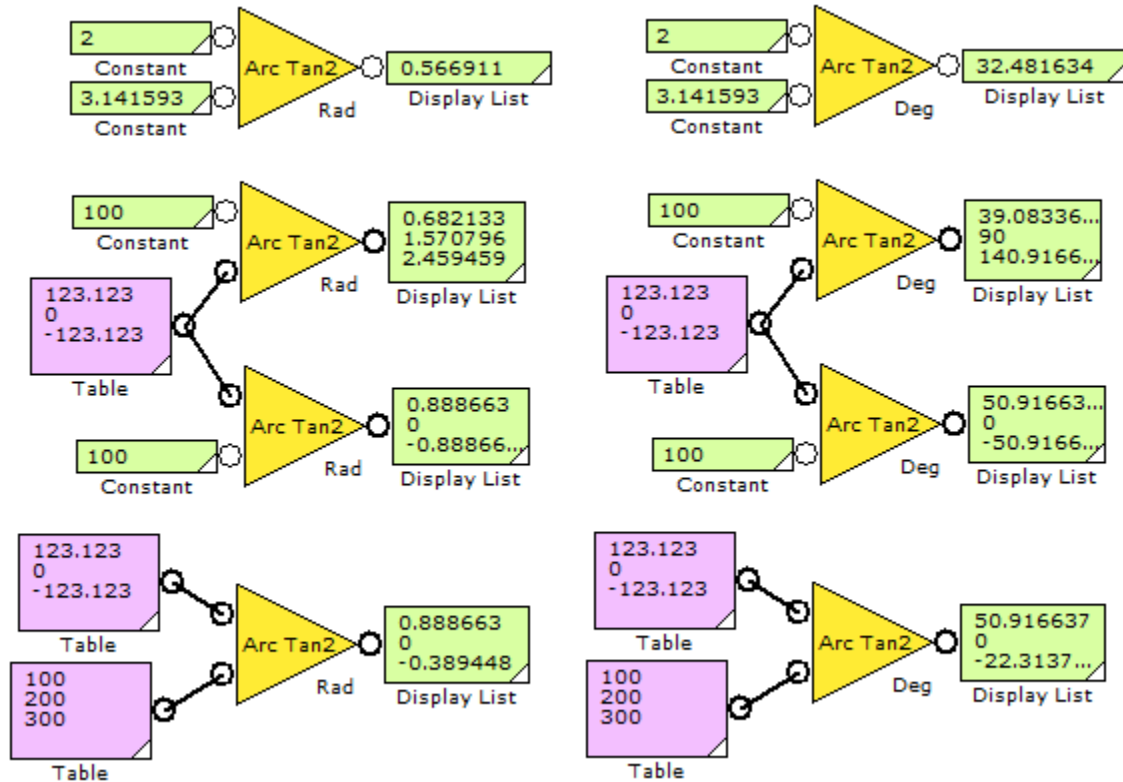 2
Constant
3.141593
Constant
Arc Tan2
Rad
0.566911
Display List
2
Constant
3.141593
Constant
Arc Tan2
Deg
32.481634
Display List
100
Constant
Arc Tan2
Rad
0.682133
1.570796
2.459459
Display List
123.123
0
-123.123
Table
Arc Tan2
Rad
100
Constant
0.888663
0
-0.88866...
Display List
100
Constant
Arc Tan2
Deg
39.08336...
90
140.9166...
Display List
123.123
0
-123.123
Table
Arc Tan2
Deg
100
Constant
50.91663...
0
-50.9166...
Display List
123.123
0
-123.123
Table
100
200
300
Table
Arc Tan2
Rad
0.888663
0
-0.389448
Display List
123.123
0
-123.123
Table
100
200
300
Table
Arc Tan2
Deg
50.916637
0
-22.3137...
Display List